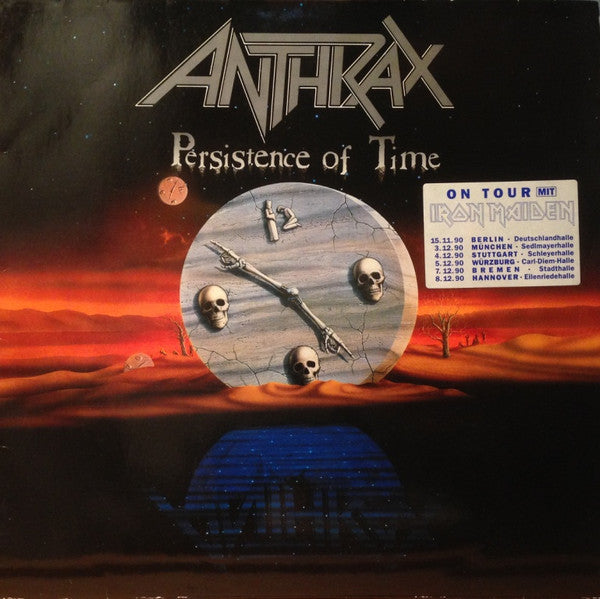 ANTHRAX
Persistence of Time
ON TOUR MIT
IRON MAIDEN
15.11.90 BERLIN - Deutschlandhalle
3.12.90 MÜNCHEN - Sedlmayerhalle
4.12.90 STUTTGART - Schleyerhalle
5.12.90 WÜRZBURG - Carl-Diem-Halle
7.12.90 BREMEN - Stadthalle
8.12.90 HANNOVER - Eilenriedehalle
ANTHRAX